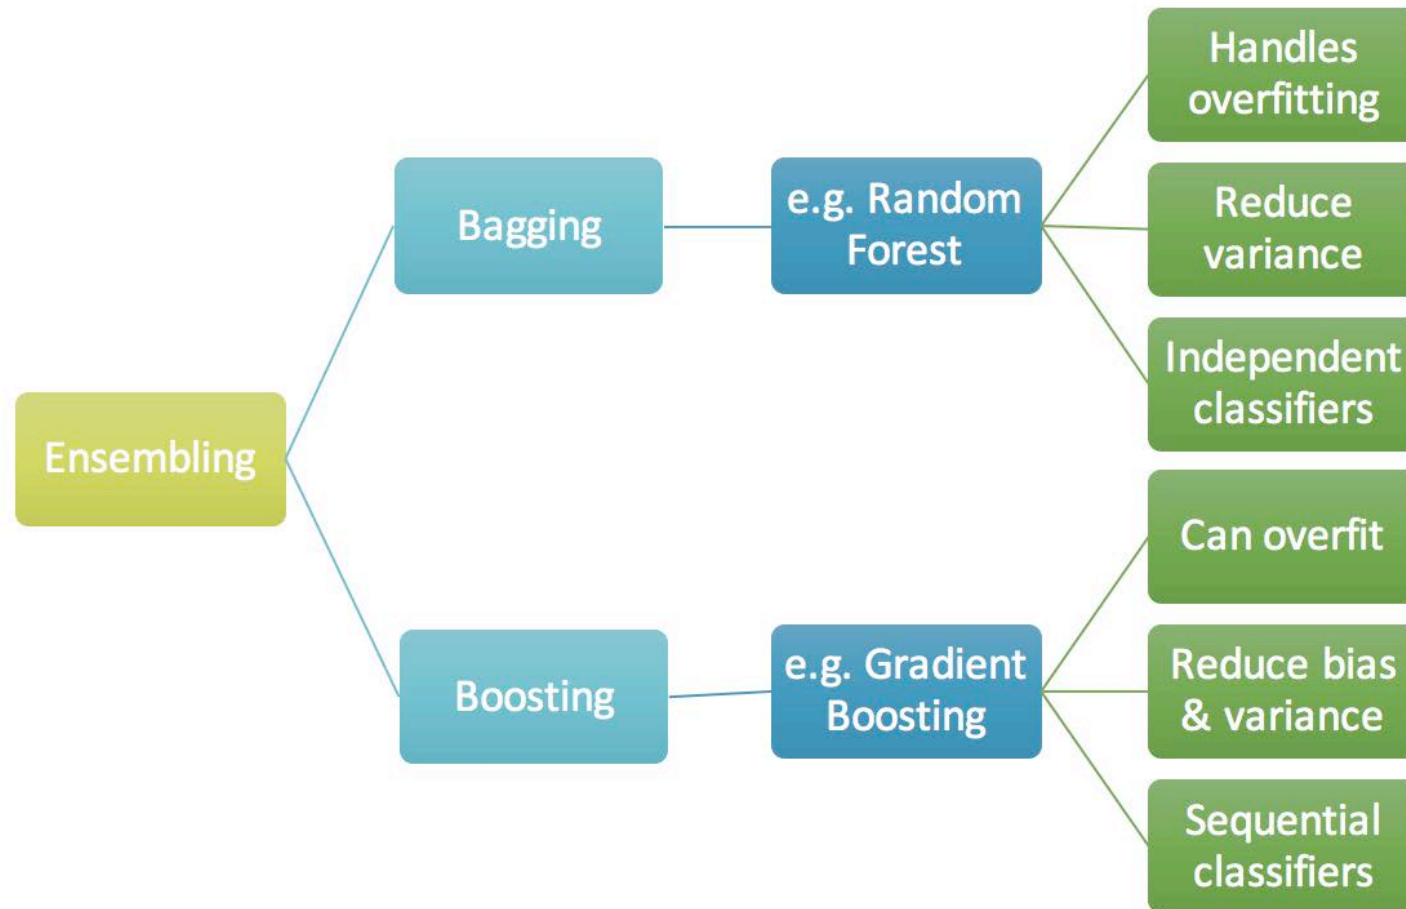 Ensembling
Bagging
e.g. Random
Forest
Handles
overfitting
Reduce
variance
Independent
classifiers
Boosting
e.g. Gradient
Boosting
Can overfit
Reduce bias
& variance
Sequential
classifiers